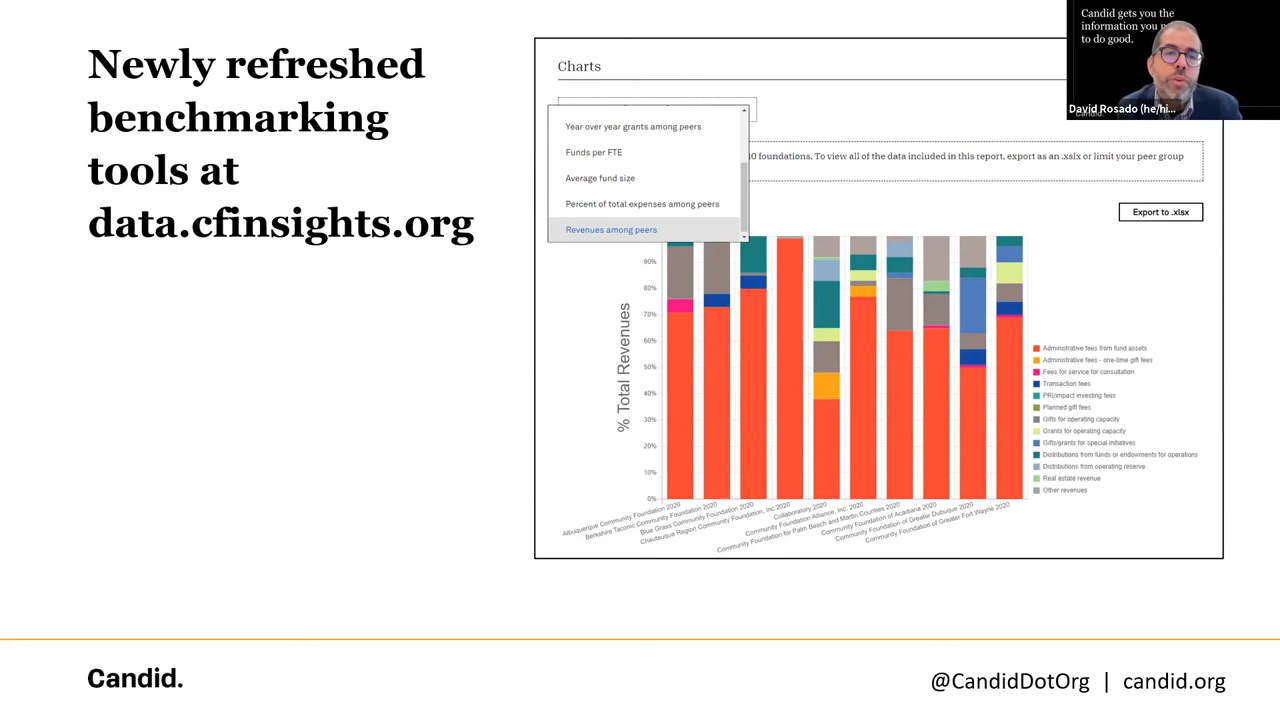 Newly refreshed
benchmarking
tools at
data.cfinsights.org
Candid gets you the
information you
to do good.
David Rosado (he/hi...
Candid.
Charts
Year over year grants among peers
Funds per FTE
Average fund size
Percent of total expenses among peers
Revenues among peers
0 foundations. To view all of the data included in this report, export as an .xslx or limit your peer group
Export to .xlsx
% Total Revenues
90%
80%
70%
60%
50%
40%
30%
20%
10%
0%
Albuquerque Community Foundation 2020
Berkshire Taconic Community Foundation 2020
Blue Grass Community Foundation 2020
Chautauqua Region Community Foundation, Inc 2020
Collaboratory 2020
Community Foundation Alliance, Inc. 2020
Community Foundation for Palm Beach and Martin Counties 2020
Community Foundation of Acadiana 2020
Community Foundation of Greater Dubuque 2020
Community Foundation of Greater Fort Wayne 2020
Administrative fees from fund assets
Administrative fees - one-time gift fees
Fees for service for consultation
Transaction fees
PRI/impact investing fees
Planned gift fees
Gifts for operating capacity
Grants for operating capacity
Gifts/grants for special initiatives
Distributions from funds or endowments for operations
Distributions from operating reserve
Real estate revenue
Other revenues
Candid.
@CandidDotOrg | candid.org